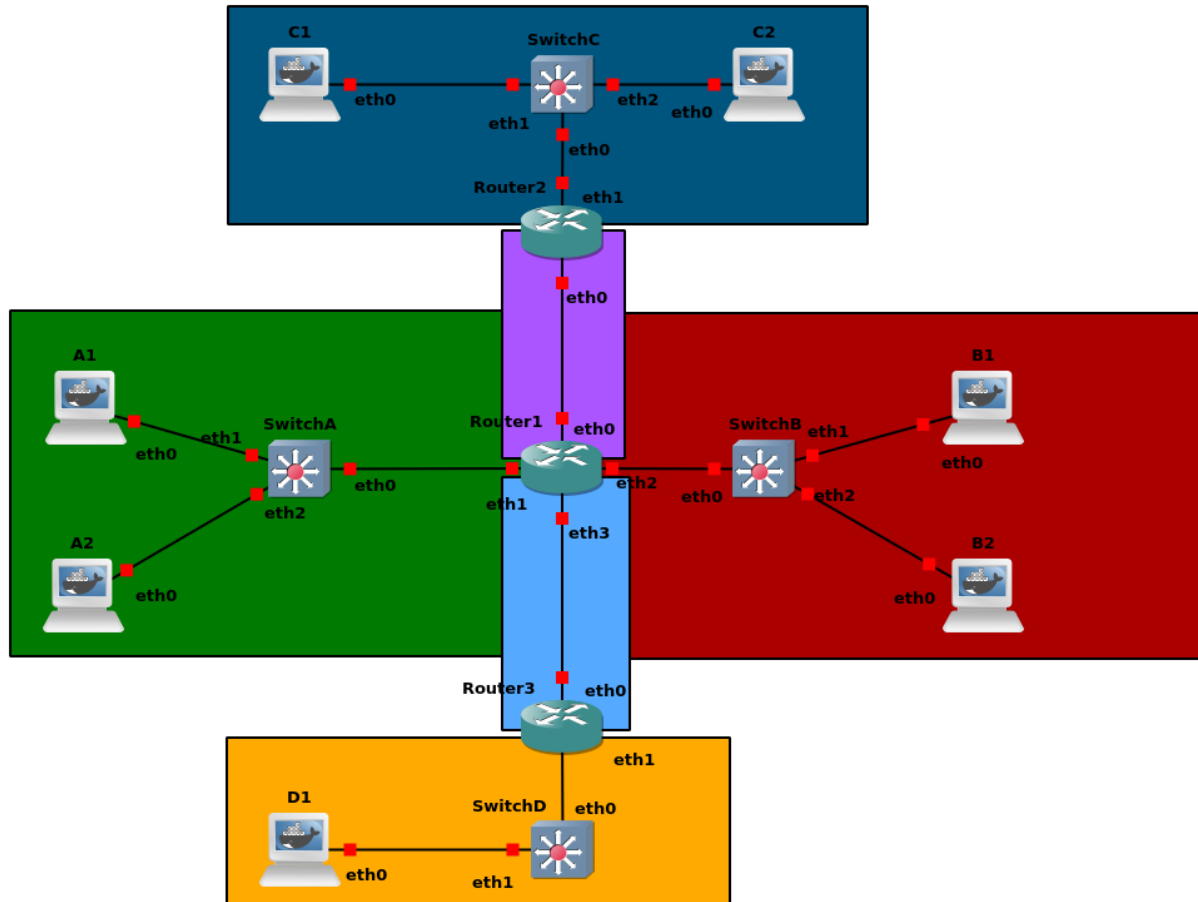 C1
SwitchC
C2
eth0
eth1
eth2
eth0
eth0
Router2
eth1
eth0
A1
B1
SwitchA
Router1
eth0
SwitchB
eth0
eth1
eth1
eth0
eth0
eth1
eth2
eth0
eth2
eth2
eth3
A2
B2
eth0
eth0
Router3
eth0
eth1
D1
SwitchD
eth0
eth0
eth1